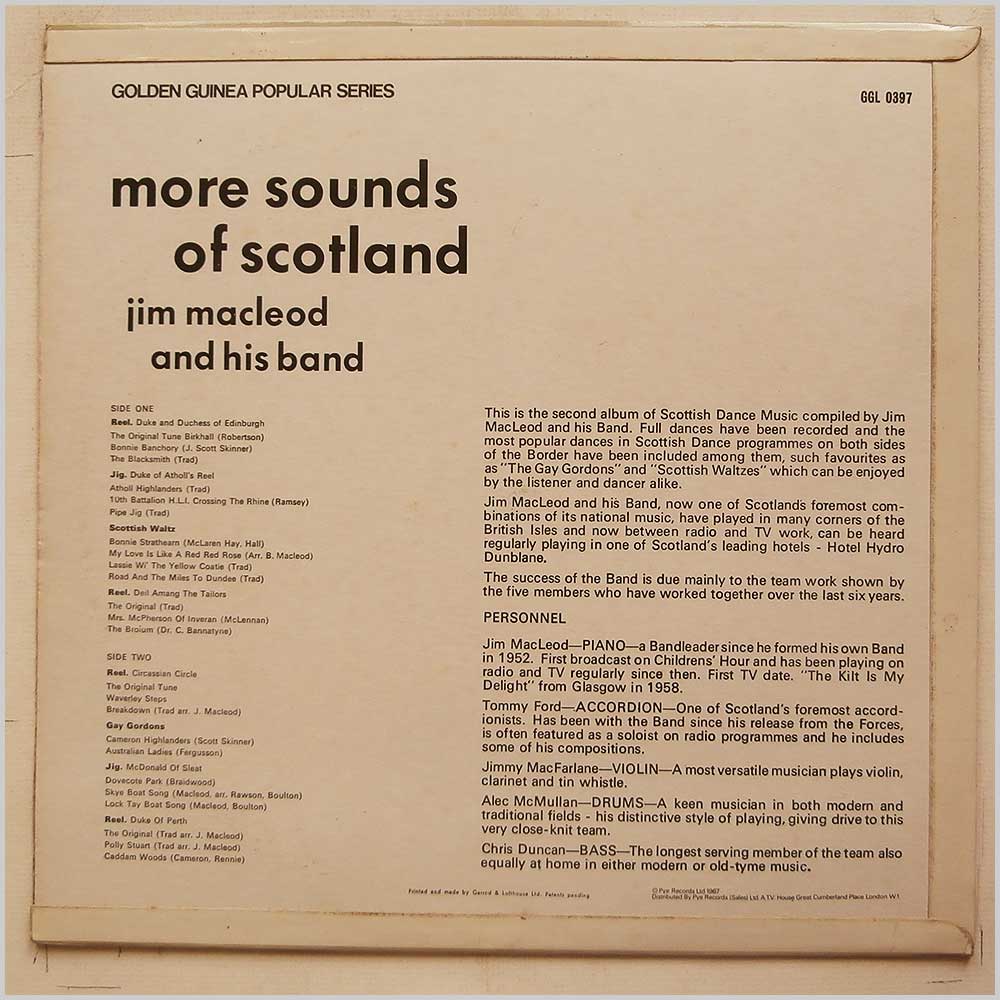 GOLDEN GUINEA POPULAR SERIES
GGL 0397
more sounds
of scotland
jim macleod
and his band
SIDE ONE
Reel. Duke and Duchess of Edinburgh
The Original Tune Birkhall (Robertson)
Bonnie Banchory (J. Scott Skinner)
The Blacksmith (Trad)
Jig. Duke of Atholl's Reel
Atholl Highlanders (Trad)
10th Battalion H.L.I. Crossing The Rhine (Ramsey)
Pipe Jig (Trad)
Scottish Waltz
Bonnie Strathearn (McLaren Hay, Hall)
My Love Is Like A Red Red Rose (Arr. B. Macleod)
Lassie Wi' The Yellow Coatie (Trad)
Road And The Miles To Dundee (Trad)
Reel. Deil Amang The Tailors
The Original (Trad)
Mrs. McPherson Of Inveran (McLennan)
The Broium (Dr. C. Bannatyne)
SIDE TWO
Reel. Circassian Circle
The Original Tune
Waverley Steps
Breakdown (Trad arr. J. Macleod)
Gay Gordons
Cameron Highlanders (Scott Skinner)
Australian Ladies (Fergusson)
Jig. McDonald Of Sleat
Dovecote Park (Braidwood)
Skye Boat Song (Macleod, arr. Rawson, Boulton)
Lock Tay Boat Song (Macleod, Boulton)
Reel. Duke Of Perth
The Original (Trad arr. J. Macleod)
Polly Stuart (Trad arr. J. Macleod)
Caddam Woods (Cameron, Rennie)
This is the second album of Scottish Dance Music compiled by Jim
MacLeod and his Band. Full dances have been recorded and the
most popular dances in Scottish Dance programmes on both sides
of the Border have been included among them, such favourites as
as "The Gay Gordons" and "Scottish Waltzes" which can be enjoyed
by the listener and dancer alike.
Jim MacLeod and his Band, now one of Scotland's foremost com-
binations of its national music, have played in many corners of the
British Isles and now between radio and TV work, can be heard
regularly playing in one of Scotland's leading hotels - Hotel Hydro
Dunblane.
The success of the Band is due mainly to the team work shown by
the five members who have worked together over the last six years.
PERSONNEL
Jim MacLeod—PIANO—a Bandleader since he formed his own Band
in 1952. First broadcast on Childrens' Hour and has been playing on
radio and TV regularly since then. First TV date. "The Kilt Is My
Delight" from Glasgow in 1958.
Tommy Ford—ACCORDION—One of Scotland's foremost accord-
ionists. Has been with the Band since his release from the Forces,
is often featured as a soloist on radio programmes and he includes
some of his compositions.
Jimmy MacFarlane—VIOLIN—A most versatile musician plays violin,
clarinet and tin whistle.
Alec McMullan—DRUMS—A keen musician in both modern and
traditional fields - his distinctive style of playing, giving drive to this
very close-knit team.
Chris Duncan—BASS—The longest serving member of the team also
equally at home in either modern or old-tyme music.
Printed and made by Garrod & Lofthouse Ltd. Patents pending
© Pye Records Ltd 1967
Distributed By Pye Records (Sales) Ltd. A.T.V. House Great Cumberland Place London W.1.